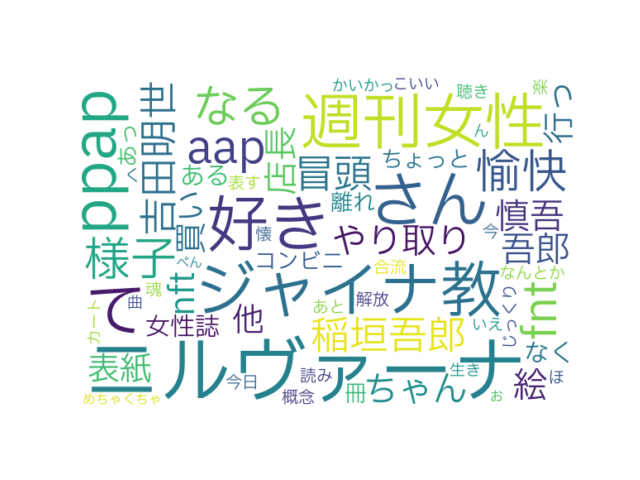 かいかっ
こいい
聴き
楽
ppap
吉田明世
なる
週刊女性
ん
行っ
へあっ
aap
店長
冒頭
ちょっと
愉快
ある
表す
離れ
さん
慎吾
様子
買い
好き
懐
やり取り
今
吾郎
ぺん
コンビニ
合流
なんとか
nft
魂
ジャイナ教
fnt
て
曲
あと
解放
じっくり
カート
女性誌
他
稲垣吾郎
いえ
なく
表紙
ニルヴァーナ
今日
読み
ちゃん
生き
絵
ほ
めちゃくちゃ
概念
冊
ぉ